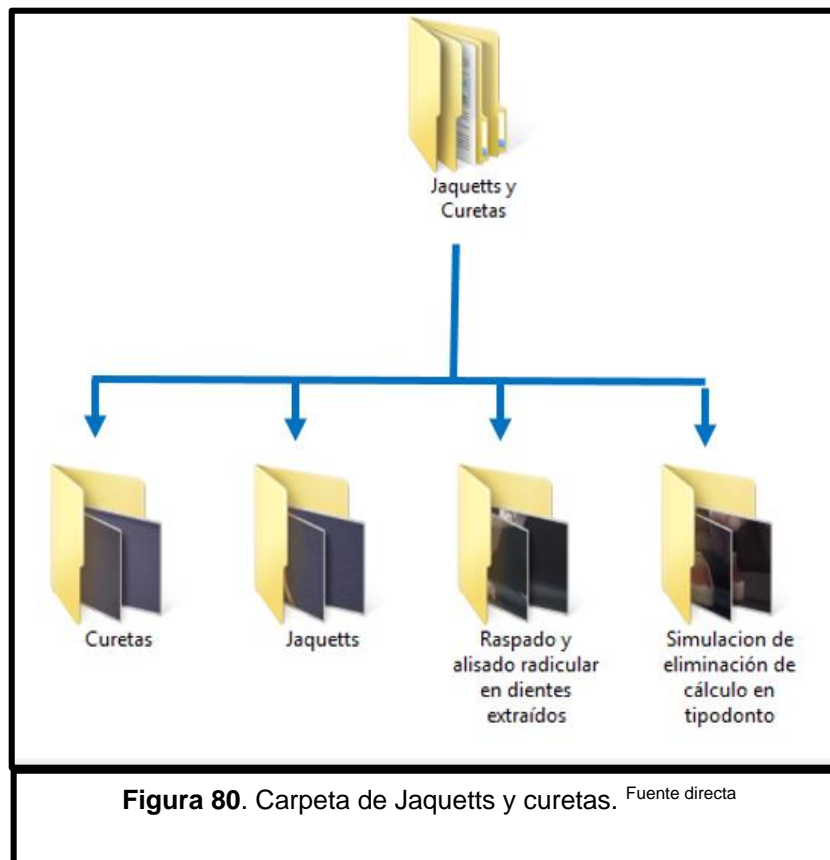 Jaquetts y
Curetas
Curetas
Jaquetts
Raspado y
alisado radicular
en dientes
extraídos
Simulacion de
eliminación de
cálculo en
tipodonto
Figura 80. Carpeta de Jaquetts y curetas. Fuente directa